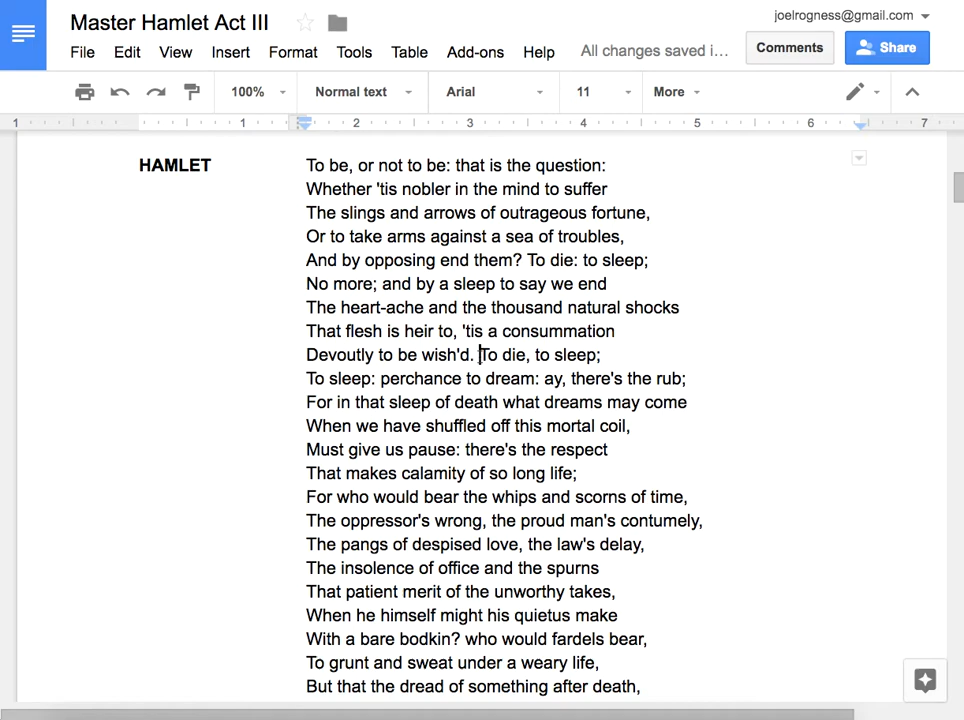 Master Hamlet Act III
joelrogness@gmail.com
File Edit View Insert Format Tools Table Add-ons Help All changes saved i…
Comments
Share
100% Normal text Arial 11 More
1 1 2 3 4 5 6 7
HAMLET To be, or not to be: that is the question:
Whether 'tis nobler in the mind to suffer
The slings and arrows of outrageous fortune,
Or to take arms against a sea of troubles,
And by opposing end them? To die: to sleep;
No more; and by a sleep to say we end
The heart-ache and the thousand natural shocks
That flesh is heir to, 'tis a consummation
Devoutly to be wish'd. To die, to sleep;
To sleep: perchance to dream: ay, there's the rub;
For in that sleep of death what dreams may come
When we have shuffled off this mortal coil,
Must give us pause: there's the respect
That makes calamity of so long life;
For who would bear the whips and scorns of time,
The oppressor's wrong, the proud man's contumely,
The pangs of despised love, the law's delay,
The insolence of office and the spurns
That patient merit of the unworthy takes,
When he himself might his quietus make
With a bare bodkin? who would fardels bear,
To grunt and sweat under a weary life,
But that the dread of something after death,